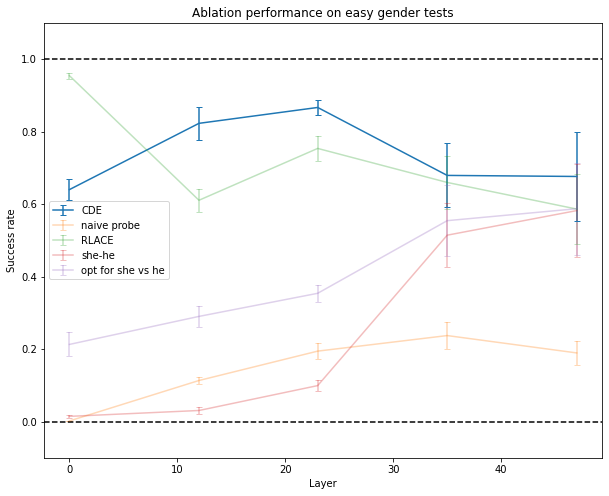 Ablation performance on easy gender tests
1.0
0.8
0.6
0.4
0.2
0.0
Success rate
CDE
naive probe
RLACE
she-he
opt for she vs he
0
10
20
30
40
Layer